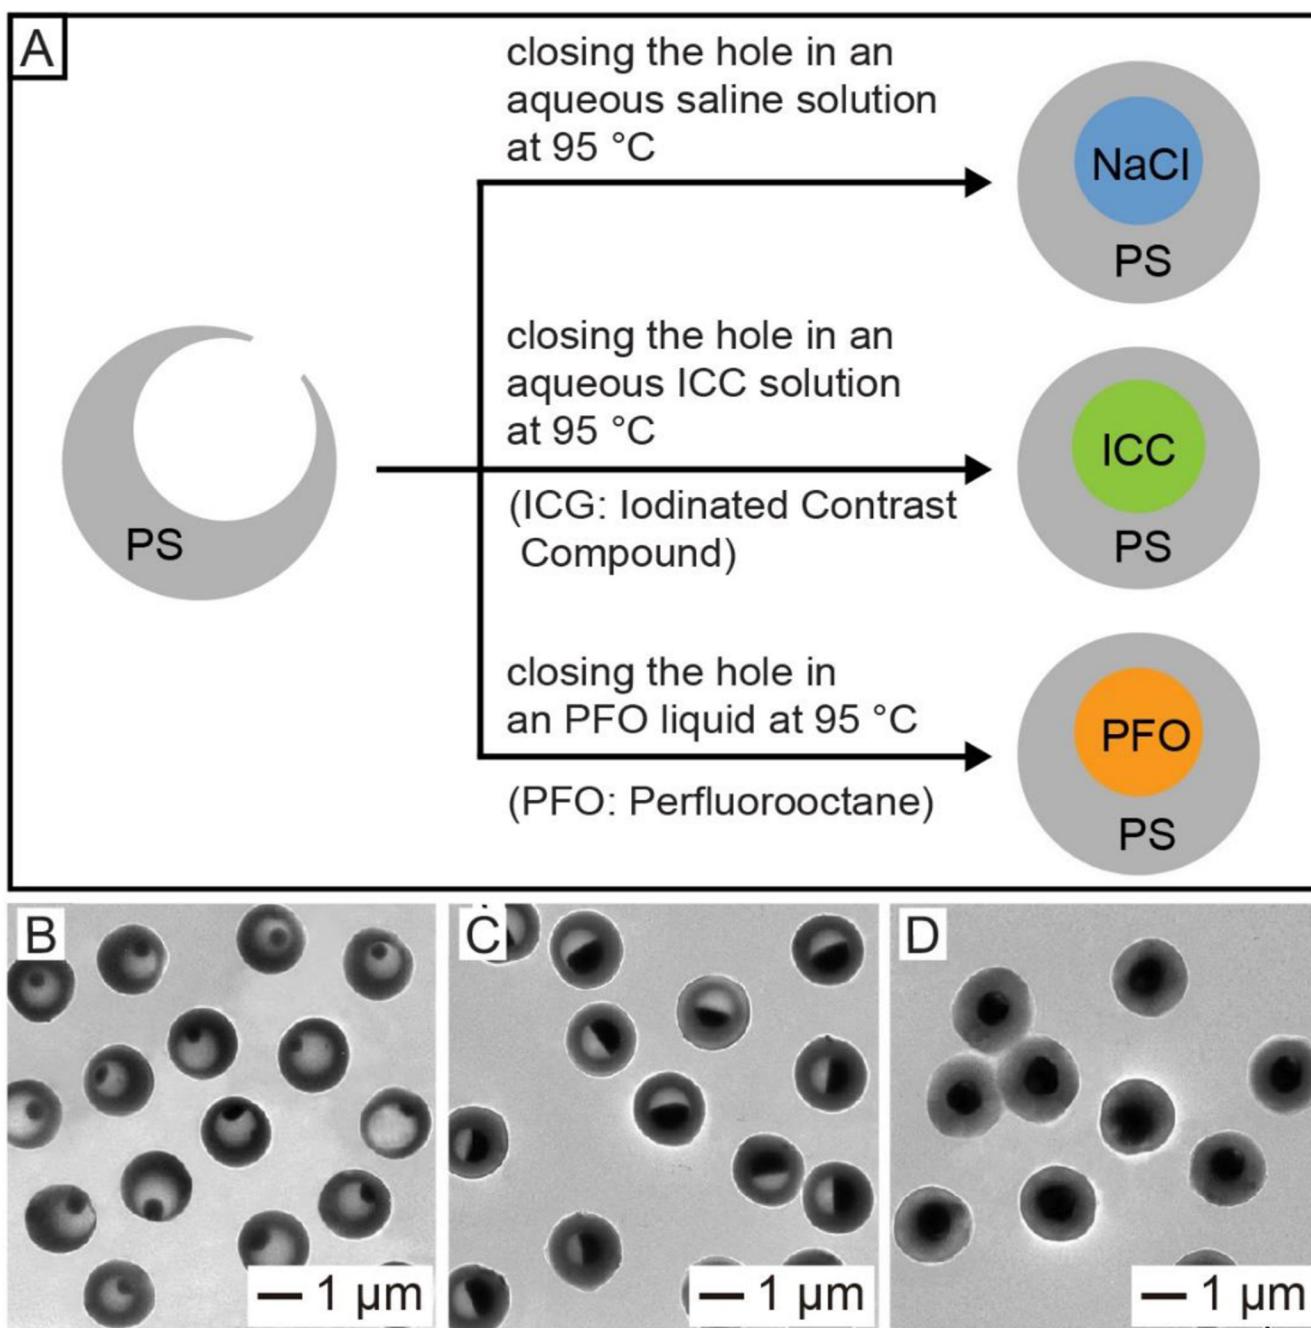 A
closing the hole in an
aqueous saline solution
at 95 °C
NaCl
PS
closing the hole in an
aqueous ICC solution
at 95 °C
ICC
(ICG: Iodinated Contrast
Compound)
PS
PS
closing the hole in
an PFO liquid at 95 °C
PFO
(PFO: Perfluorooctane)
PS
B
C
D
1 µm
1 µm
1 µm